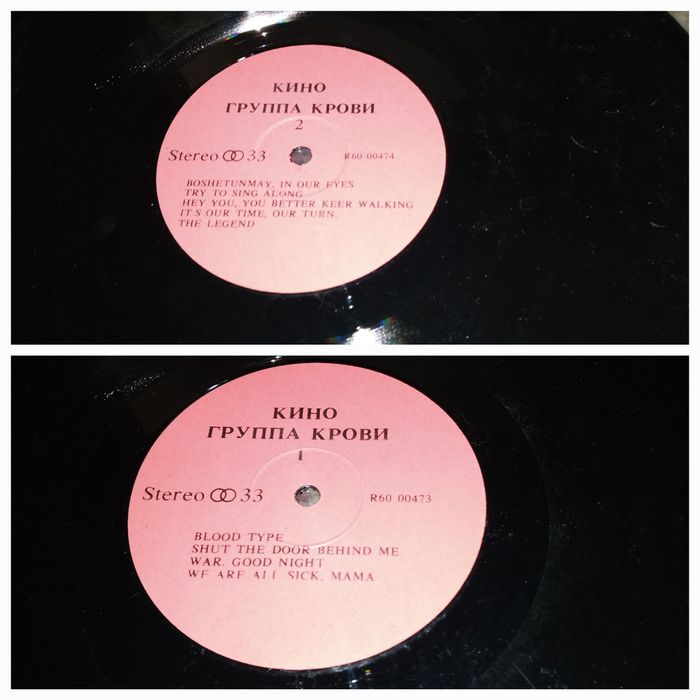 КИНО
ГРУППА КРОВИ
2
Stereo 33 R60 00474
BOSHETUNMAY, IN OUR EYES
TRY TO SING ALONG
HEY YOU, YOU BETTER KEER WALKING
IT'S OUR TIME, OUR TURN.
THE LEGEND
КИНО
ГРУППА КРОВИ
1
Stereo 33 R60 00473
BLOOD TYPE
SHUT THE DOOR BEHIND ME
WAR. GOOD NIGHT
WE ARE ALL SICK, MAMA